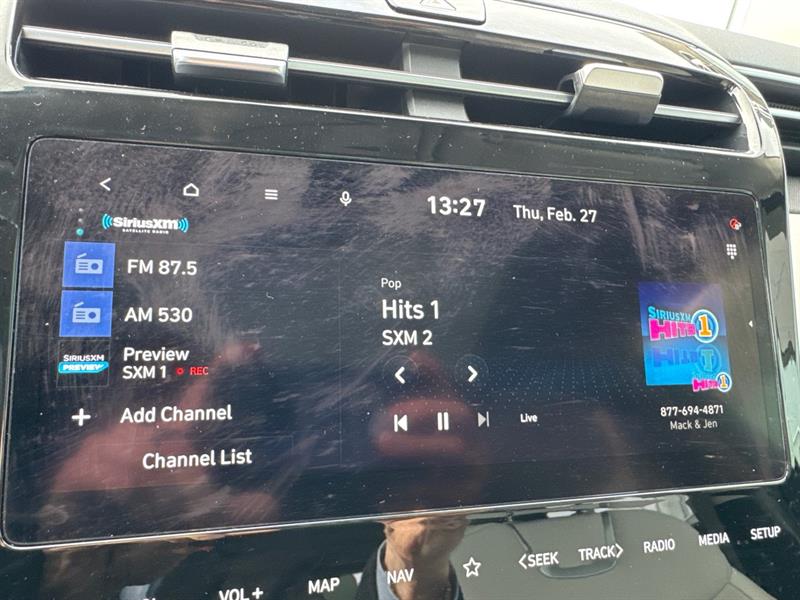 13:27
Thu, Feb. 27
SiriusXM
SATELLITE RADIO
FM 87.5
AM 530
SIRIUSXM
PREVIEW
Preview
SXM 1 REC
Add Channel
Channel List
Pop
Hits 1
SXM 2
Live
SIRIUSXM
HITS 1
HITS 1
HITS 1
877-694-4871
Mack & Jen
VOL +
MAP
NAV
SEEK
TRACK
RADIO
MEDIA
SETUP